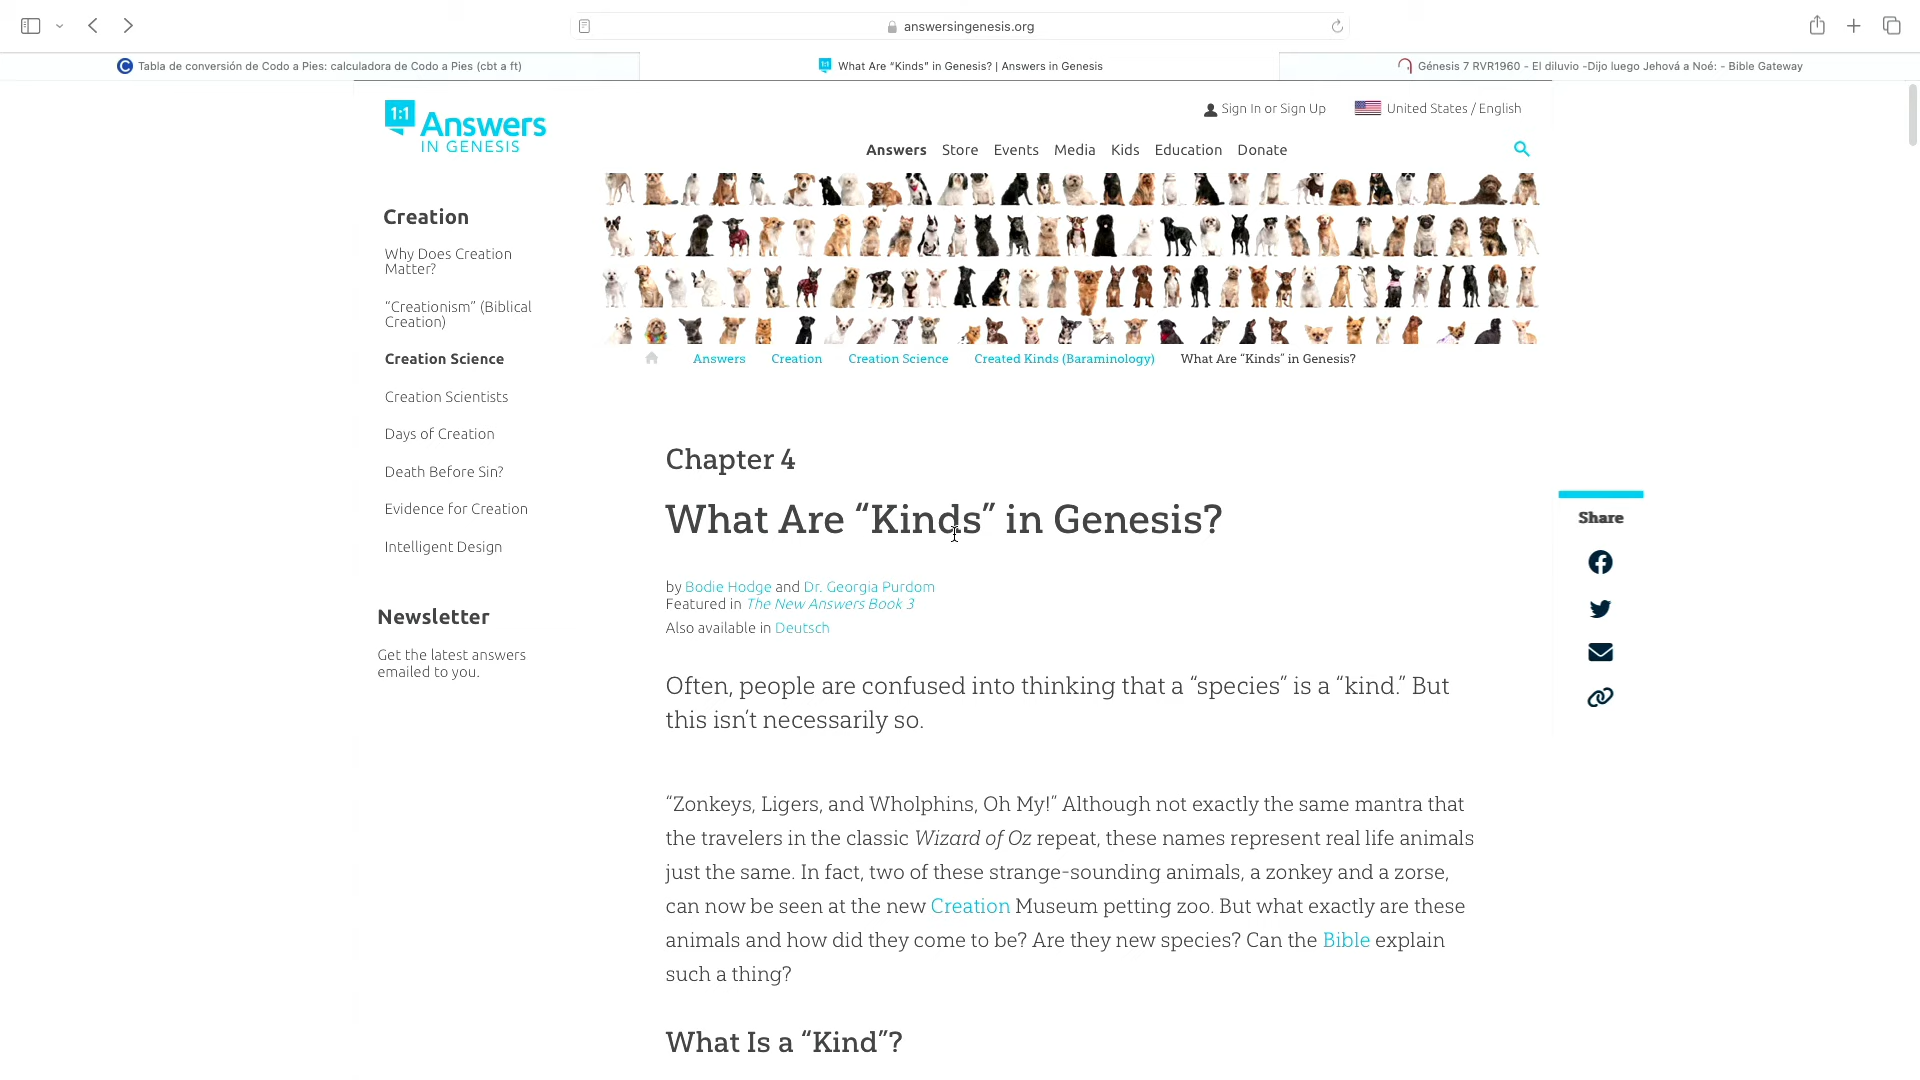 answersingenesis.org
Tabla de conversión de Codo a Pies: calculadora de Codo a Pies (cbt a ft)
What Are “Kinds” in Genesis? | Answers in Genesis
Génesis 7 RVR1960 - El diluvio -Dijo luego Jehová a Noé: - Bible Gateway
1:1 Answers
IN GENESIS
Sign In or Sign Up
United States / English
Answers Store Events Media Kids Education Donate
Creation
Why Does Creation
Matter?
“Creationism” (Biblical
Creation)
Creation Science
Creation Scientists
Days of Creation
Death Before Sin?
Evidence for Creation
Intelligent Design
Newsletter
Get the latest answers
emailed to you.
Answers Creation Creation Science Created Kinds (Baraminology) What Are “Kinds” in Genesis?
Chapter 4
What Are “Kinds” in Genesis?
by Bodie Hodge and Dr. Georgia Purdom
Featured in The New Answers Book 3
Also available in Deutsch
Often, people are confused into thinking that a “species” is a “kind.” But
this isn’t necessarily so.
“Zonkeys, Ligers, and Wholphins, Oh My!” Although not exactly the same mantra that
the travelers in the classic Wizard of Oz repeat, these names represent real life animals
just the same. In fact, two of these strange-sounding animals, a zonkey and a zorse,
can now be seen at the new Creation Museum petting zoo. But what exactly are these
animals and how did they come to be? Are they new species? Can the Bible explain
such a thing?
What Is a “Kind”?
Share